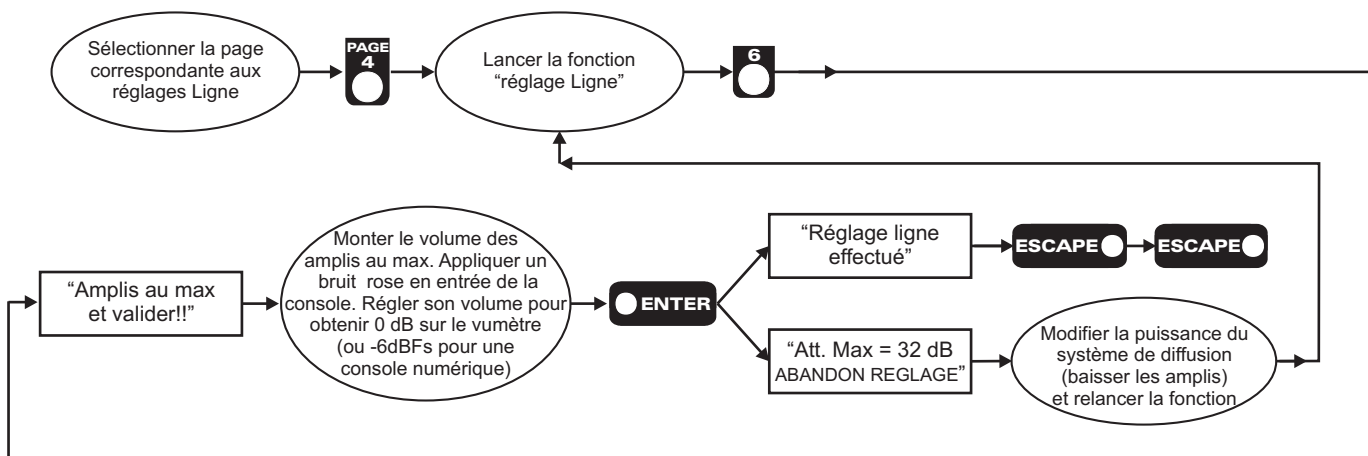 Sélectionner la page
correspondante aux
réglages Ligne
PAGE
4
Lancer la fonction
“réglage Ligne”
6
“Amplis au max
et valider!!”
Monter le volume des
amplis au max. Appliquer un
bruit rose en entrée de la
console. Régler son volume pour
obtenir 0 dB sur le vumètre
(ou -6dBFs pour une
console numérique)
ENTER
“Réglage ligne
effectué”
ESCAPE
ESCAPE
“Att. Max = 32 dB
ABANDON REGLAGE”
Modifier la puissance du
système de diffusion
(baisser les amplis)
et relancer la fonction